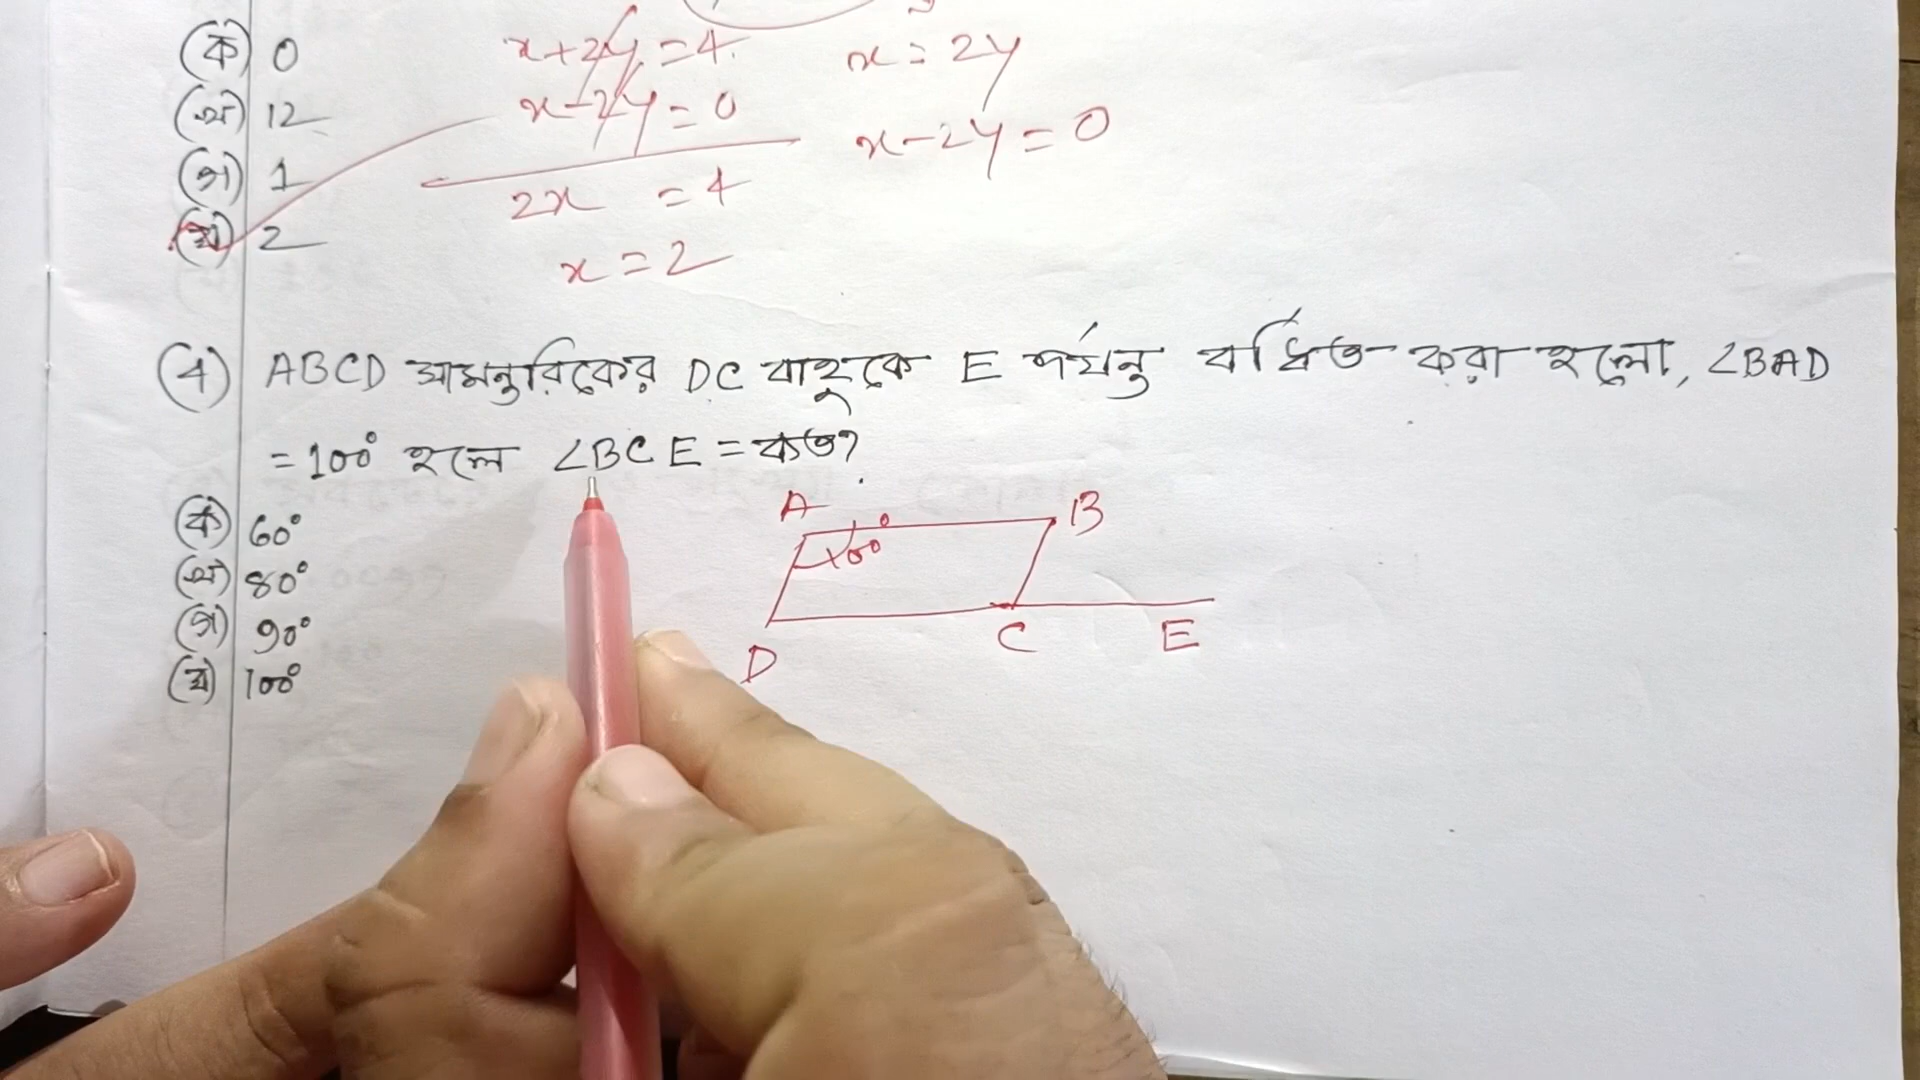 (ক) 0
(খ) 12
(গ) 1
(ঘ) 2
x+2y=4
x-2y=0
2x =4
x=2
x=2y
x-2y=0
(4) ABCD সামন্তরিকের DC বাহুকে E পর্যন্ত বর্ধিত করা হলো, ∠BAD
=100° হলে ∠BCE = কত?
(ক) 60°
(খ) 80°
(গ) 90°
(ঘ) 100°
A B
100°
D C E